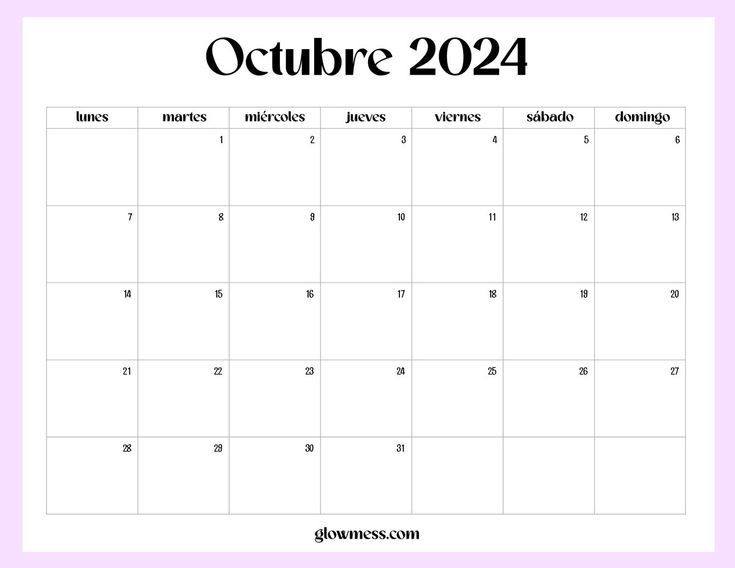 Octubre 2024
lunes martes miércoles jueves viernes sábado domingo
1 2 3 4 5 6
7 8 9 10 11 12 13
14 15 16 17 18 19 20
21 22 23 24 25 26 27
28 29 30 31
glowmess.com